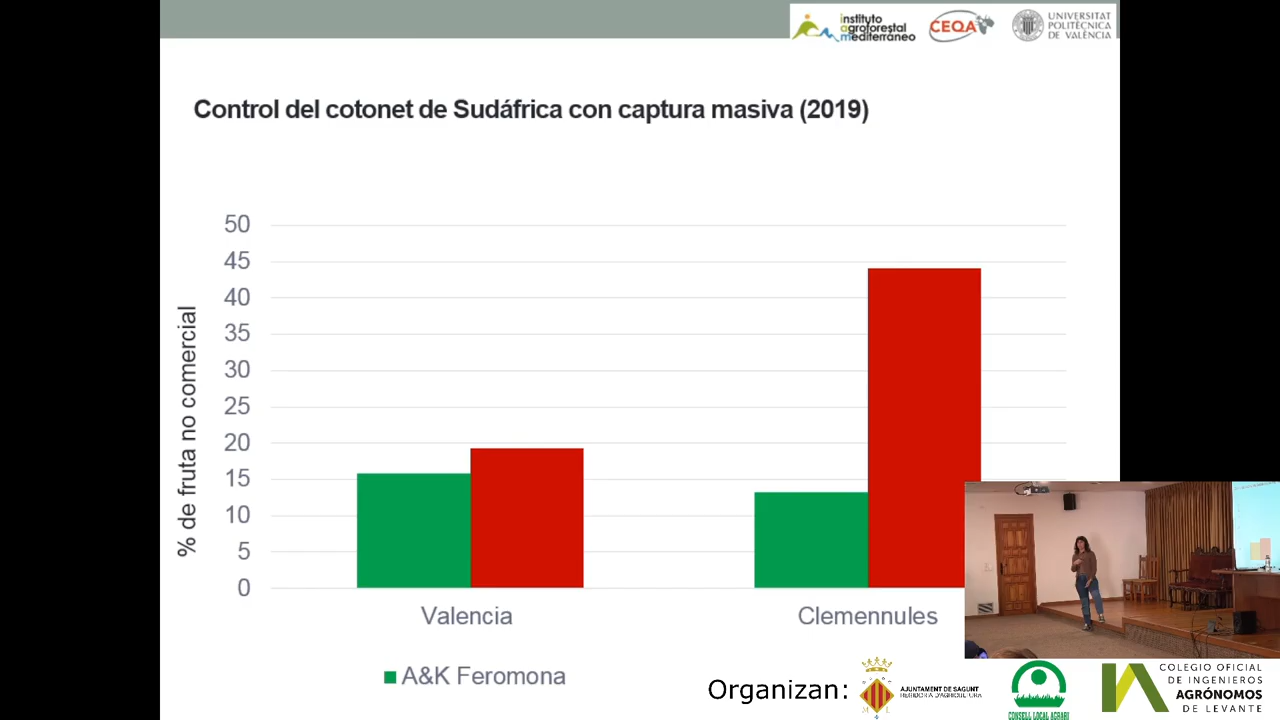 instituto
agroforestal
mediterráneo
CEQA
UNIVERSITAT
POLITÈCNICA
DE VALÈNCIA
Control del cotonet de Sudáfrica con captura masiva (2019)
% de fruta no comercial
50
45
40
35
30
25
20
15
10
5
0
Valencia
Clemennules
A&K Feromona
Organizan:
AJUNTAMENT DE SAGUNT
REGIDORIA D'AGRICULTURA
CONSELL LOCAL AGRARI
COLEGIO OFICIAL
DE INGENIEROS
AGRÓNOMOS
DE LEVANTE